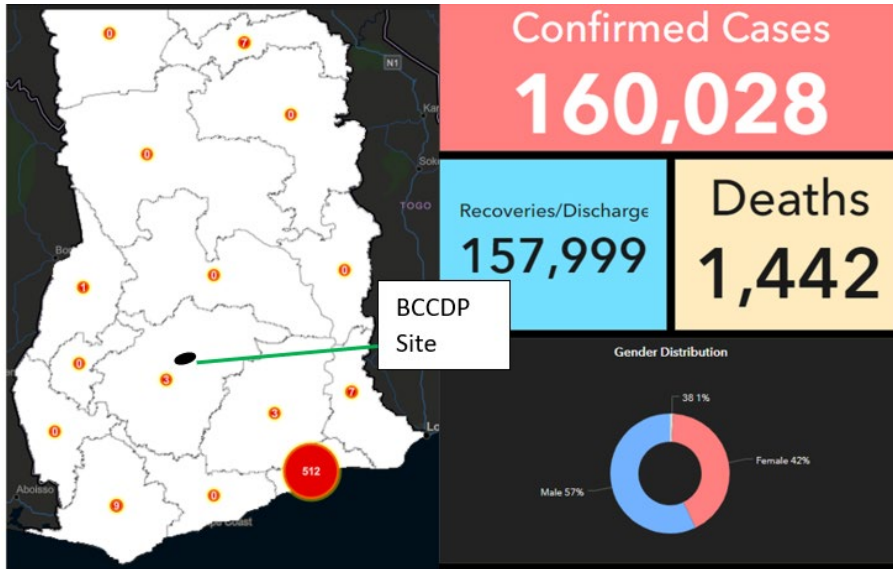 0
7
N1
0
0
TOGO
1
0
0
BCCDP
Site
0
3
3
7
0
512
Aboisso
9
0
Coast
Confirmed Cases
160,028
Recoveries/Discharge
157,999
Deaths
1,442
Gender Distribution
38 1%
Female 42%
Male 57%